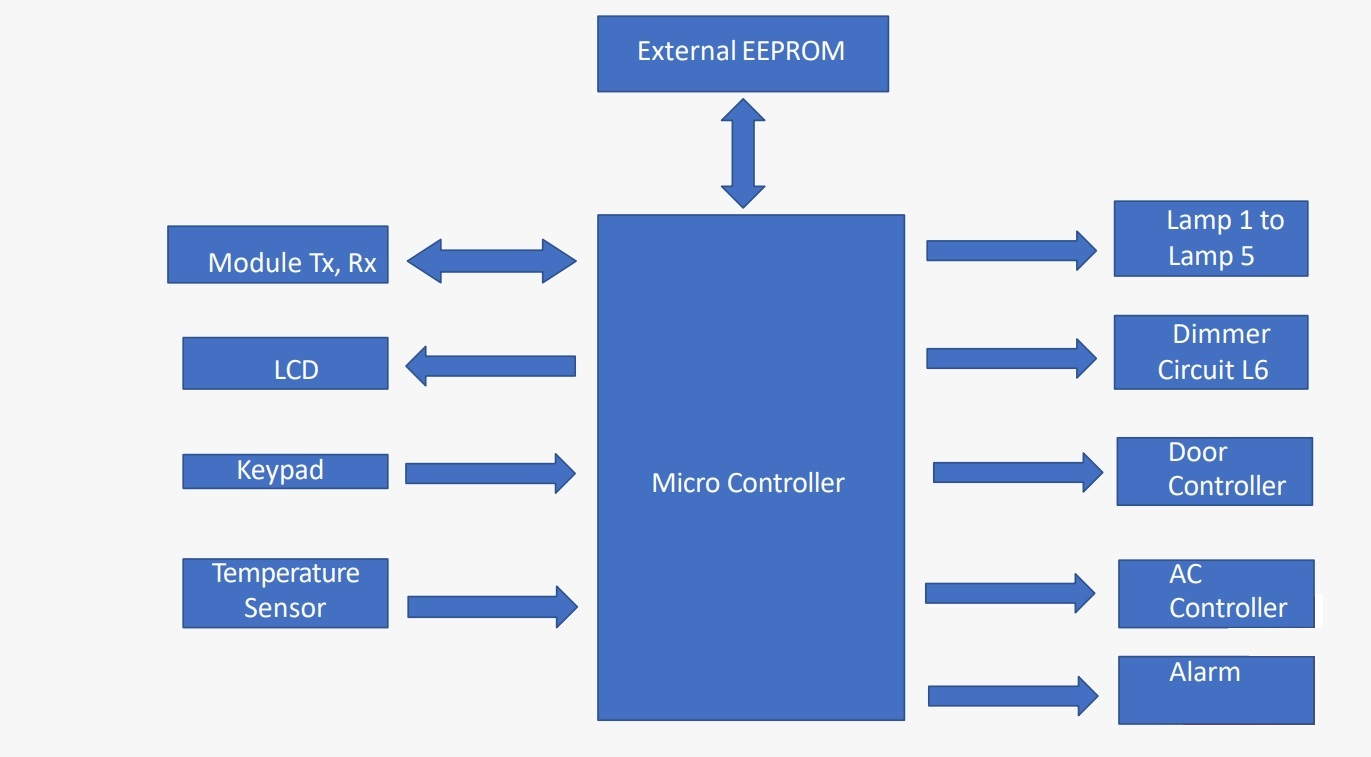 External EEPROM
Module Tx, Rx
LCD
Keypad
Temperature
Sensor
Micro Controller
Lamp 1 to
Lamp 5
Dimmer
Circuit L6
Door
Controller
AC
Controller
Alarm